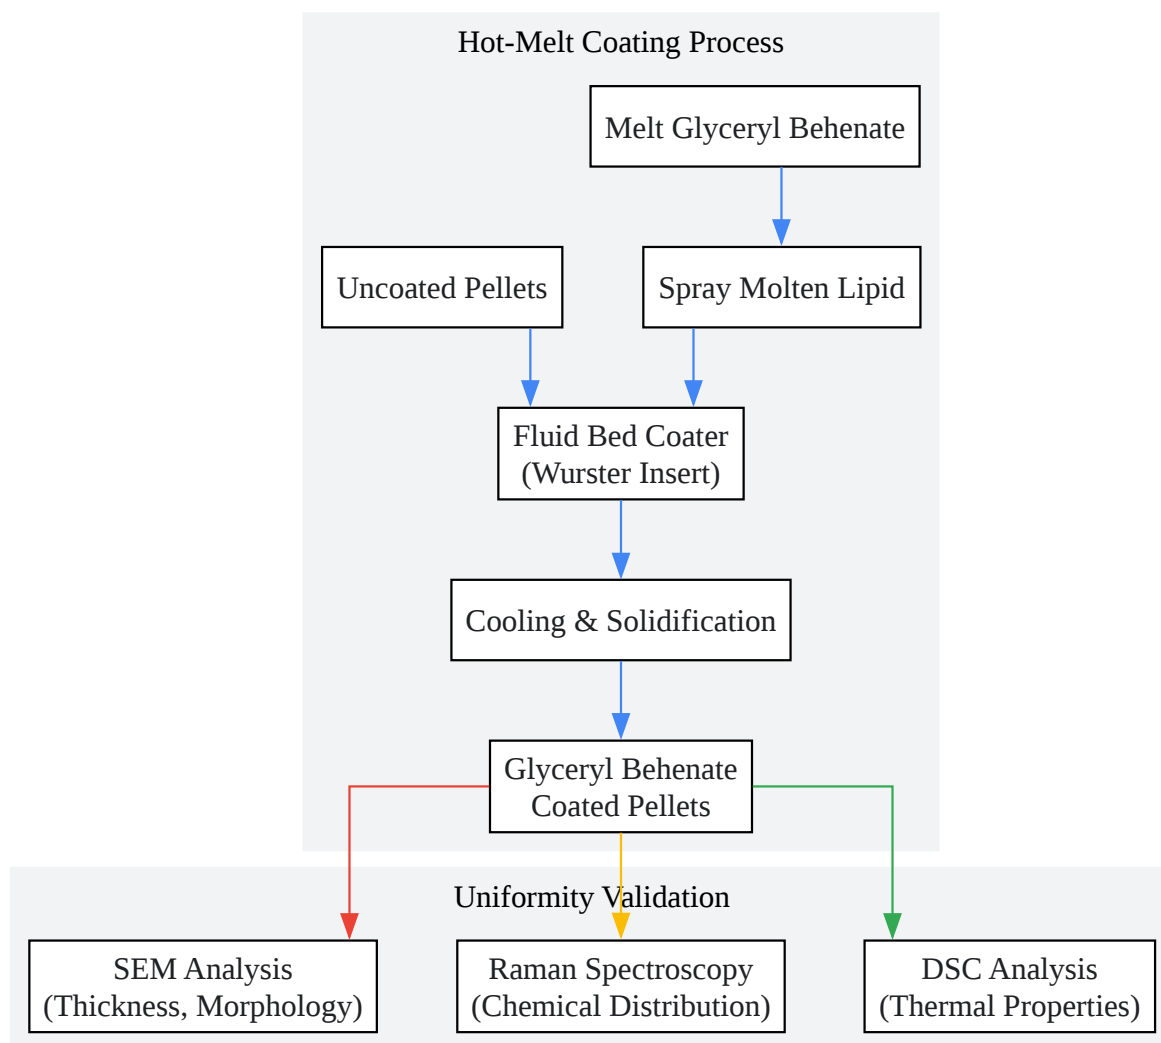 Hot-Melt Coating Process
Melt Glyceryl Behenate
Uncoated Pellets
Spray Molten Lipid
Fluid Bed Coater
(Wurster Insert)
Cooling & Solidification
Glyceryl Behenate
Coated Pellets
Uniformity Validation
SEM Analysis
(Thickness, Morphology)
Raman Spectroscopy
(Chemical Distribution)
DSC Analysis
(Thermal Properties)